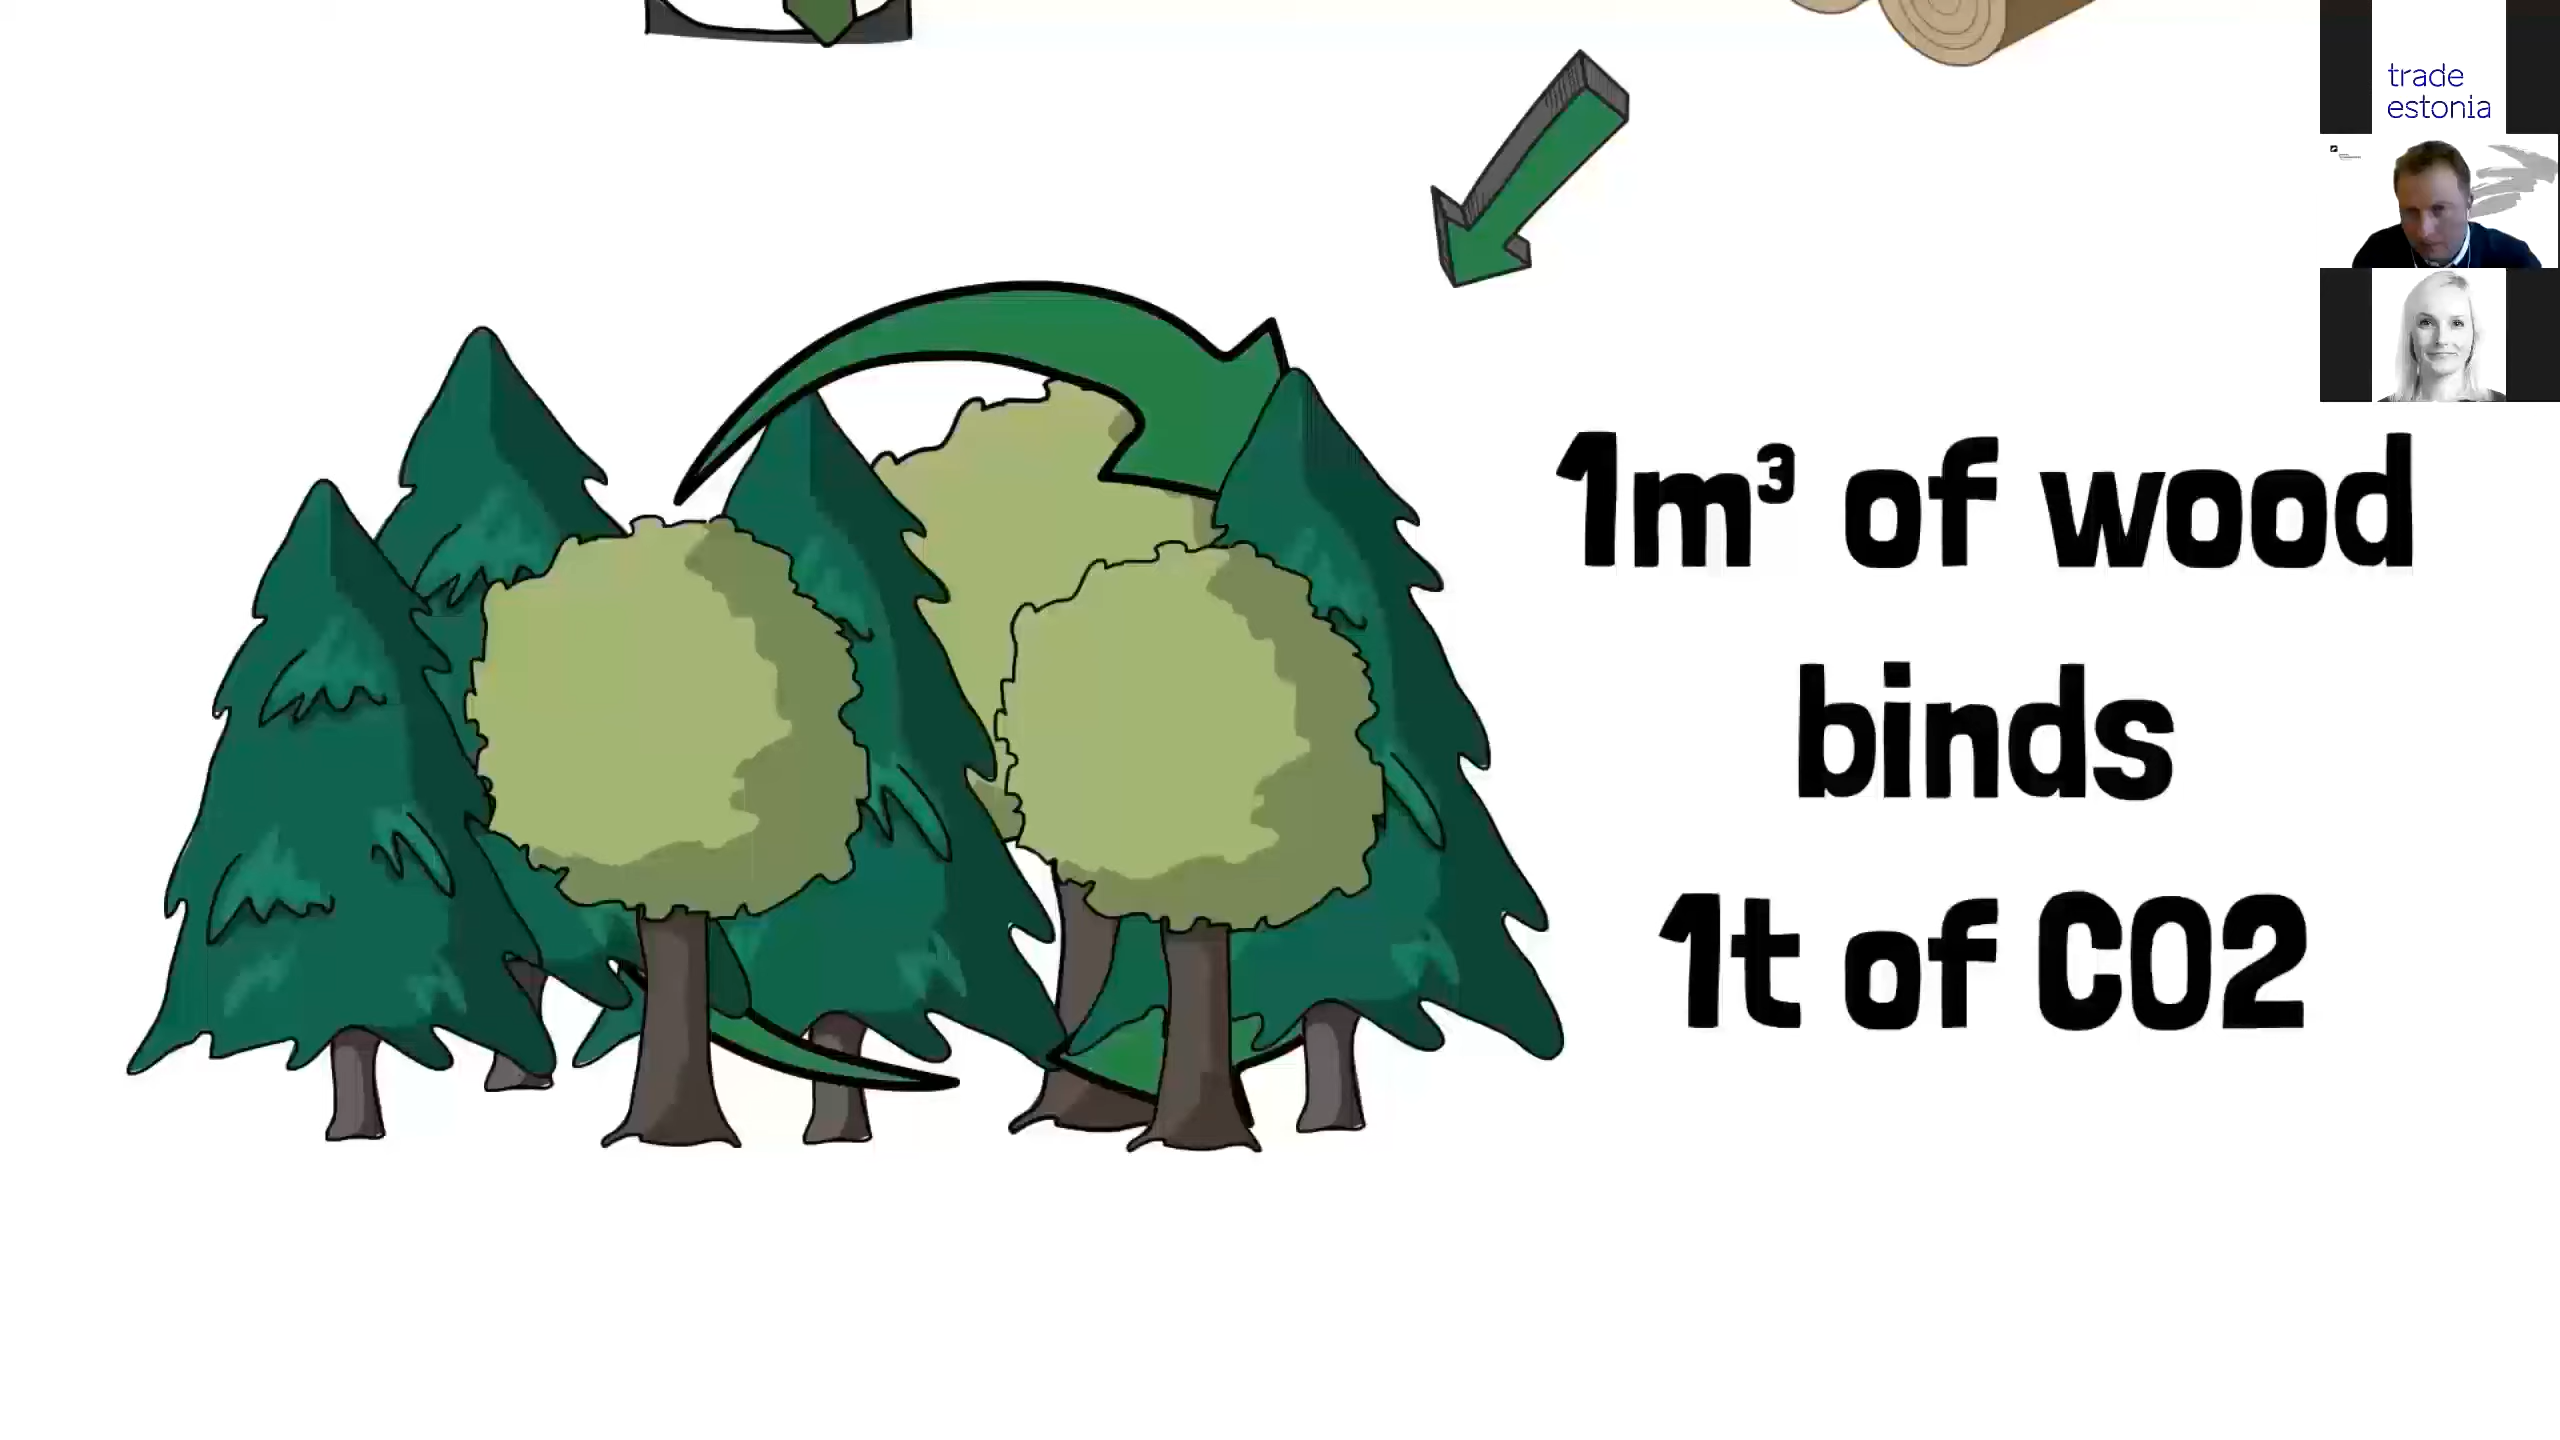 trade
estonia
1m³ of wood
binds
1t of CO2